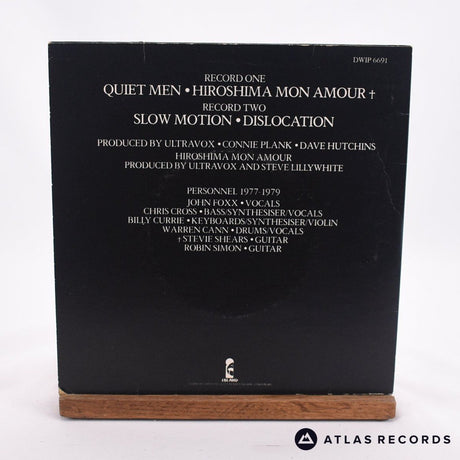 DWIP 6691
RECORD ONE
QUIET MEN • HIROSHIMA MON AMOUR †
RECORD TWO
SLOW MOTION • DISLOCATION
PRODUCED BY ULTRAVOX • CONNIE PLANK • DAVE HUTCHINS
HIROSHIMA MON AMOUR
PRODUCED BY ULTRAVOX AND STEVE LILLYWHITE
PERSONNEL 1977-1979
JOHN FOXX • VOCALS
CHRIS CROSS • BASS/SYNTHESISER/VOCALS
BILLY CURRIE • KEYBOARDS/SYNTHESISER/VIOLIN
WARREN CANN • DRUMS/VOCALS
† STEVIE SHEARS • GUITAR
ROBIN SIMON • GUITAR
ISLAND
ATLAS RECORDS